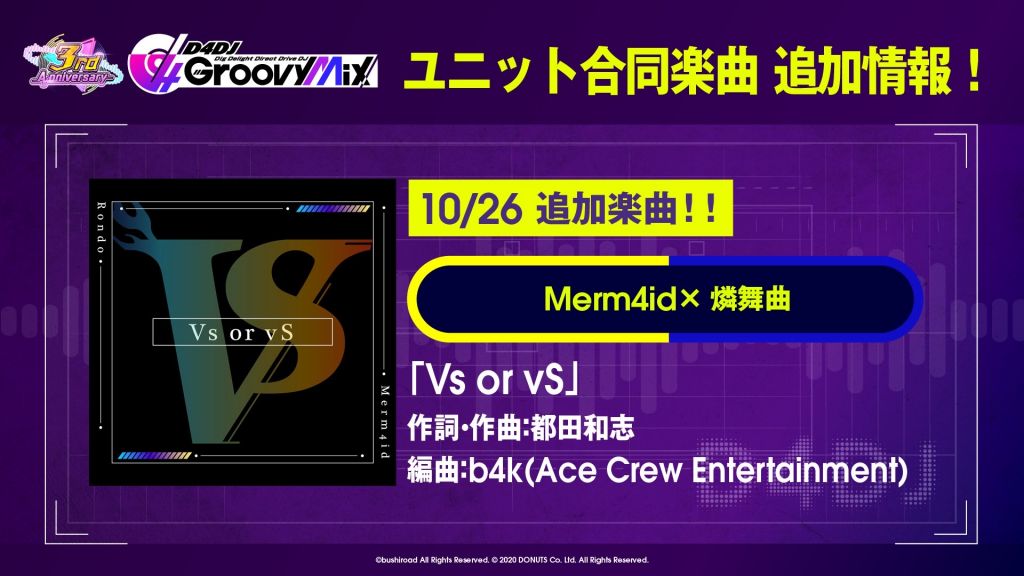 3rd Anniversary
D4DJ
Dig Delight Direct Drive DJ
Groovy Mix
ユニット合同楽曲 追加情報！
10/26 追加楽曲！！
Merm4id× 燐舞曲
Rondo
Vs or vS
Merm4id
「Vs or vS」
作詞・作曲：都田和志
編曲：b4k(Ace Crew Entertainment)
D4DJ
©bushiroad All Rights Reserved. © 2020 DONUTS Co. Ltd. All Rights Reserved.